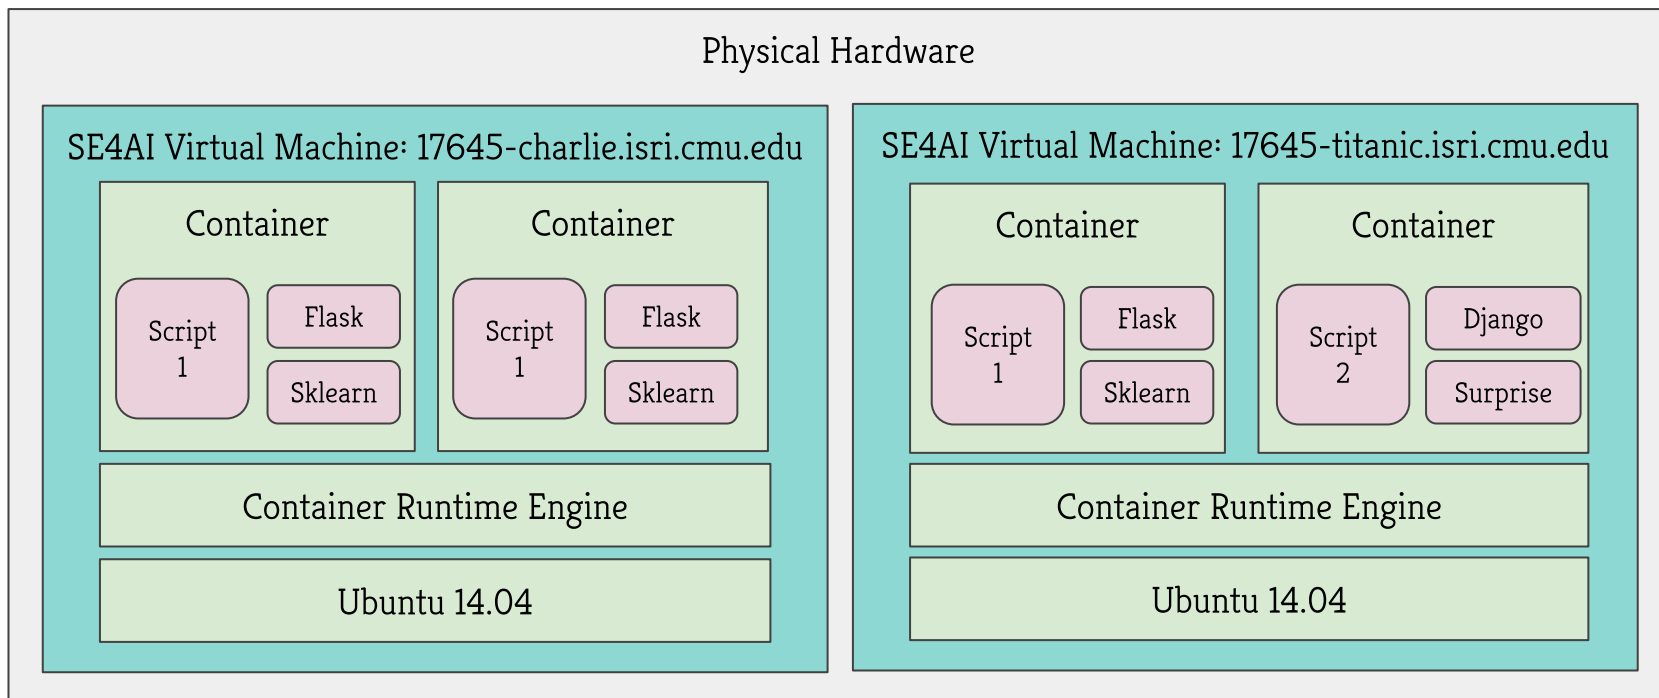 Physical Hardware
SE4AI Virtual Machine: 17645-charlie.isri.cmu.edu
Container
Script
1
Flask
Sklearn
Container
Script
1
Flask
Sklearn
Container Runtime Engine
Ubuntu 14.04
SE4AI Virtual Machine: 17645-titanic.isri.cmu.edu
Container
Script
1
Flask
Sklearn
Container
Script
2
Django
Surprise
Container Runtime Engine
Ubuntu 14.04